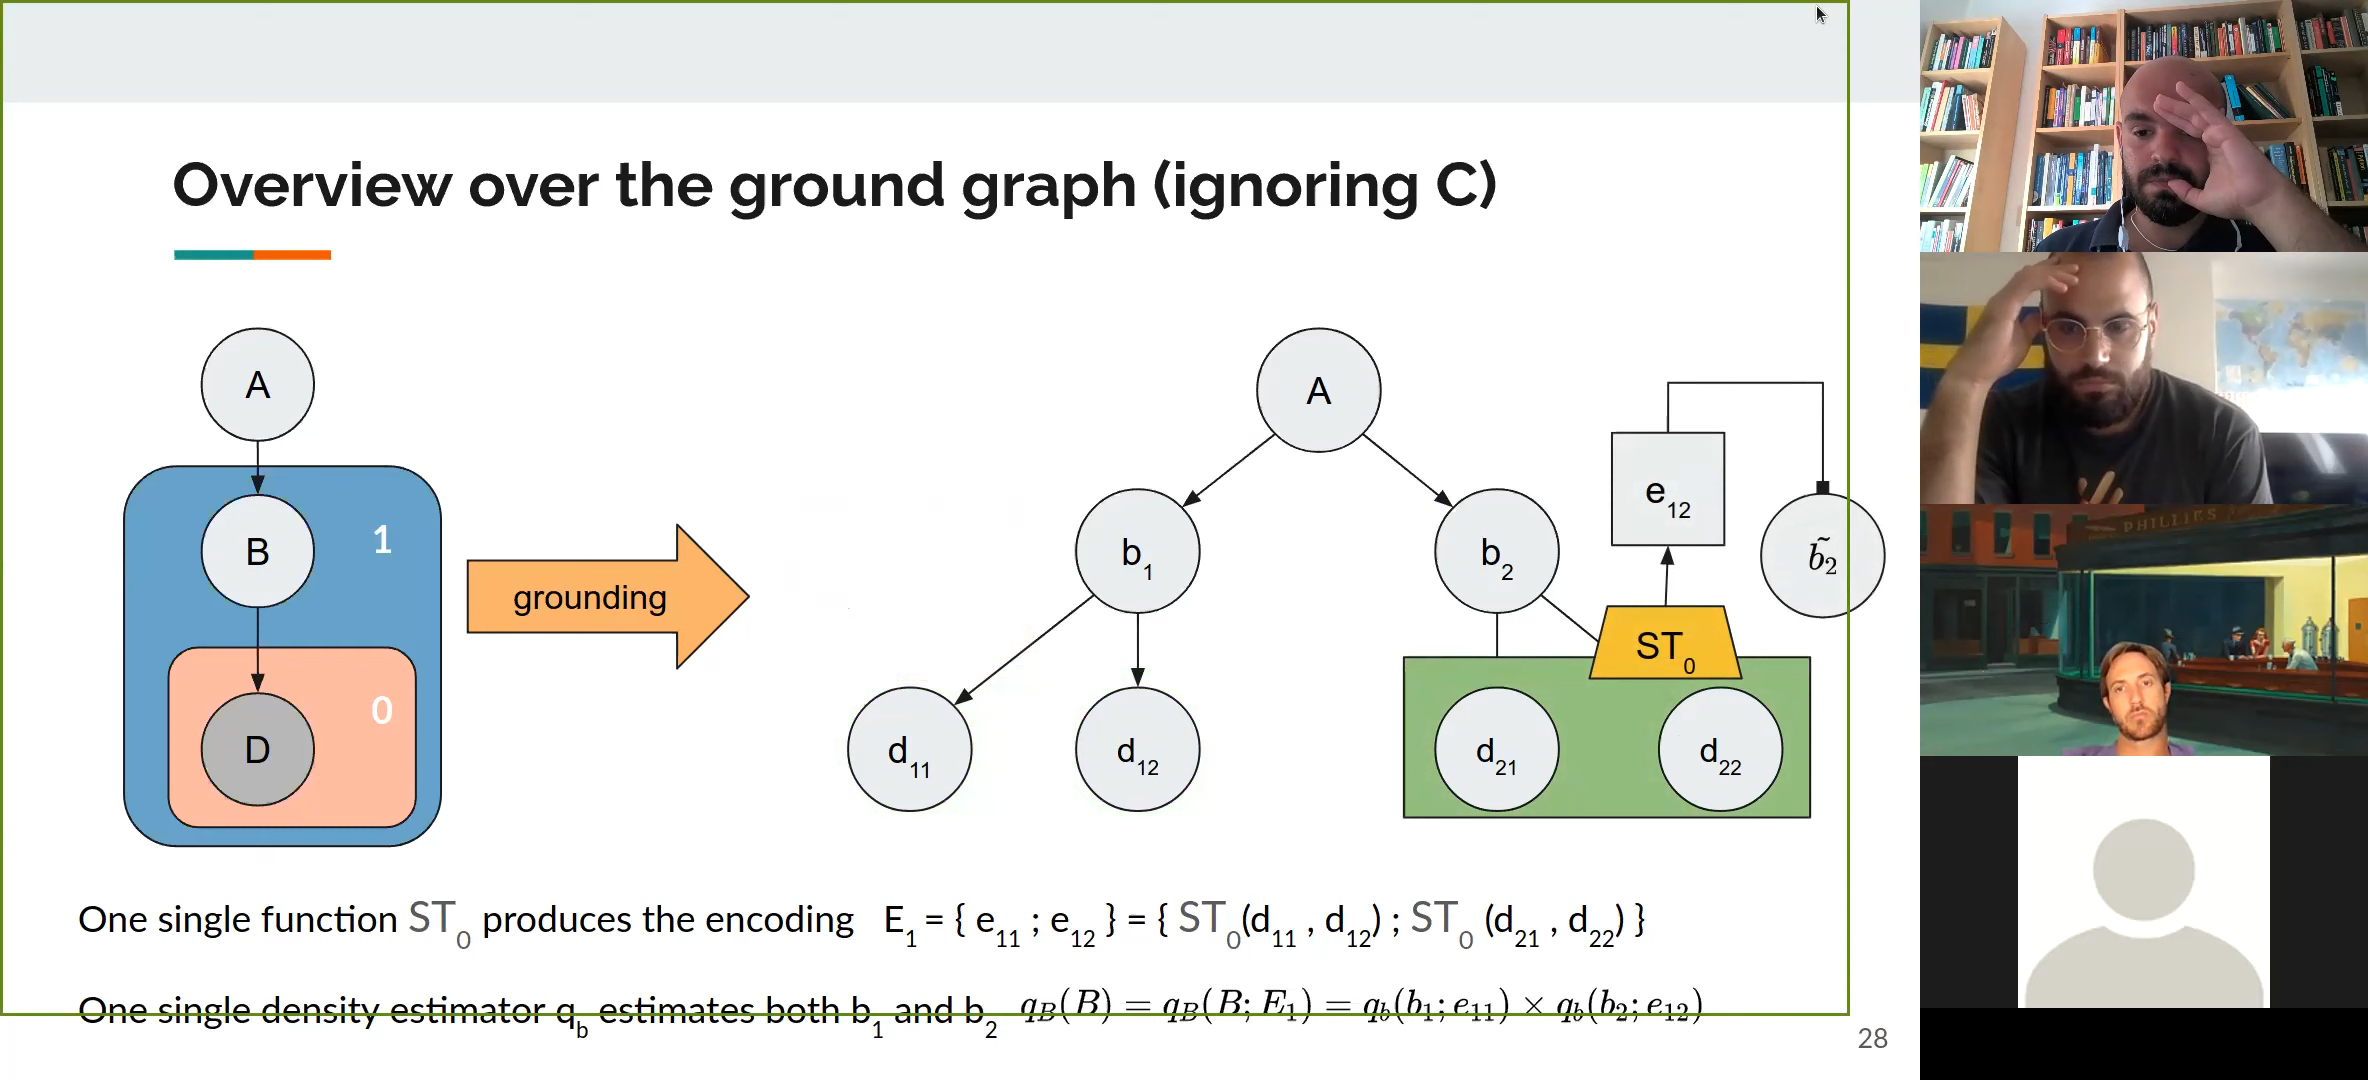 Overview over the ground graph (ignoring C)
A
B
1
D
0
grounding
A
b1
b2
e12
b̃2
ST0
d11
d12
d21
d22
One single function ST0 produces the encoding E1 = { e11 ; e12 } = { ST0(d11 , d12) ; ST0 (d21 , d22) }
One single density estimator qb estimates both b1 and b2 qB(B) = qB(B; E1) = qb(b1; e11) × qb(b2; e12)
28
PHILLIES